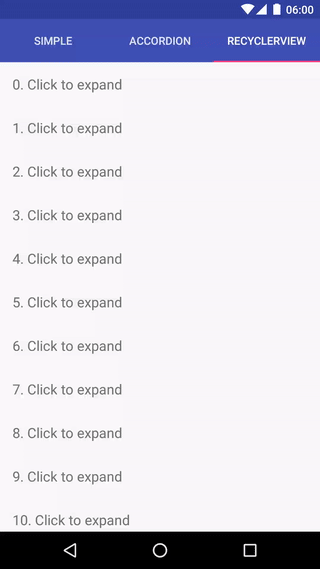 06:00
SIMPLE ACCORDION RECYCLERVIEW
0. Click to expand
1. Click to expand
2. Click to expand
3. Click to expand
4. Click to expand
5. Click to expand
6. Click to expand
7. Click to expand
8. Click to expand
9. Click to expand
10. Click to expand